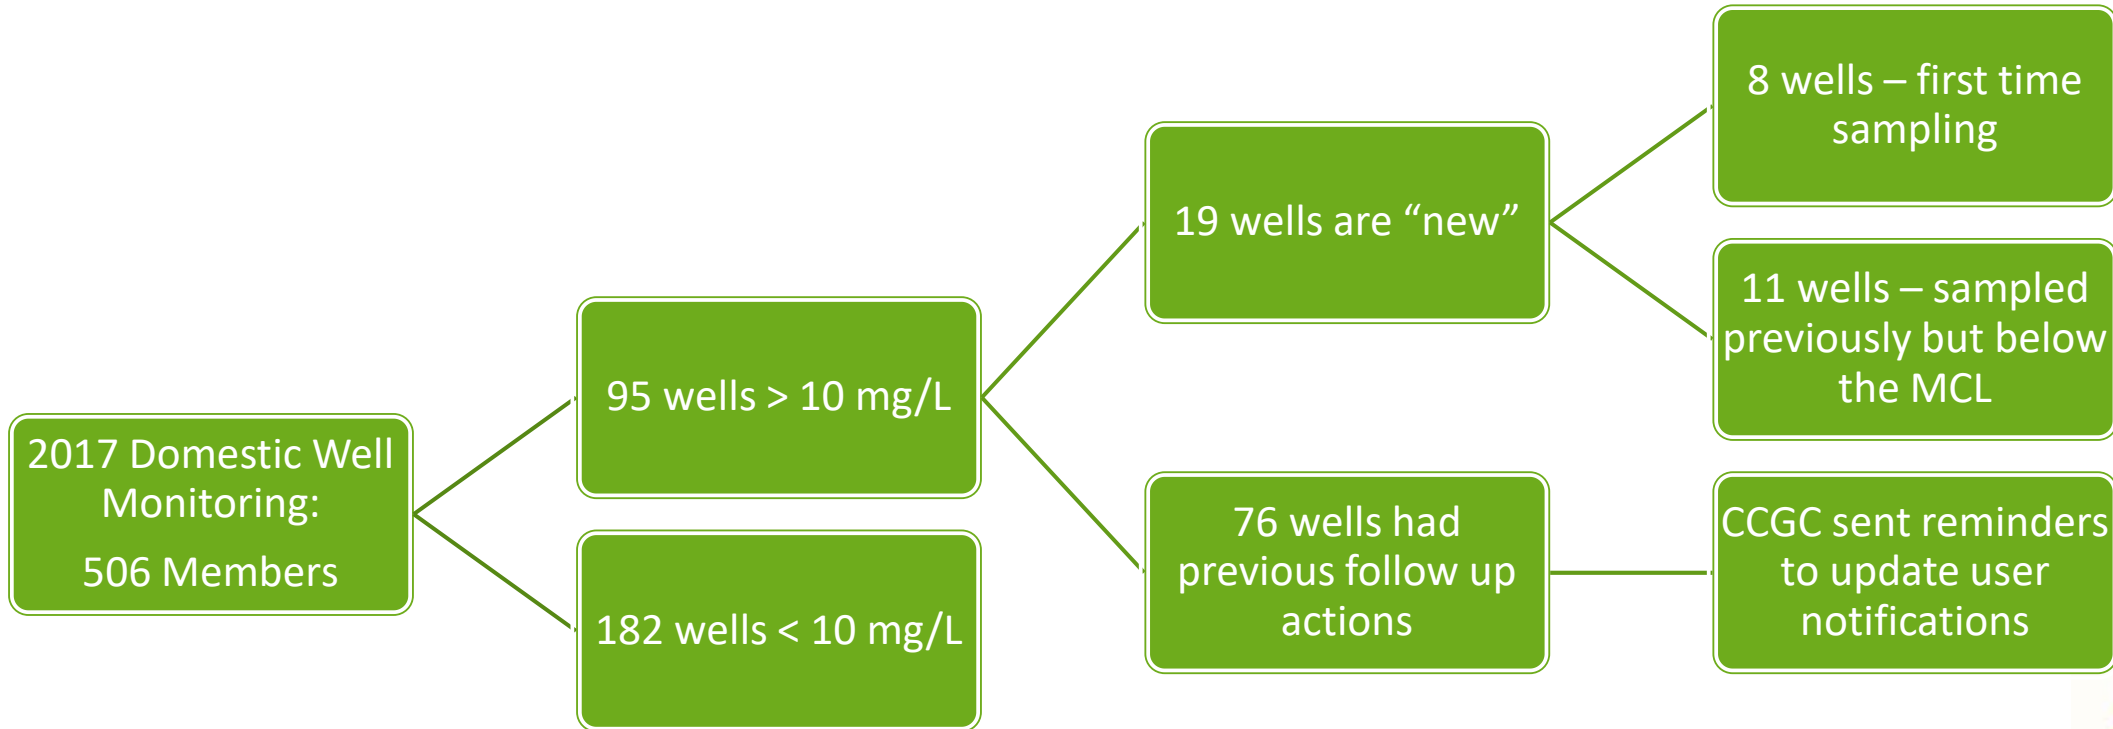 2017 Domestic Well
Monitoring:
506 Members
95 wells > 10 mg/L
182 wells < 10 mg/L
19 wells are “new”
76 wells had
previous follow up
actions
8 wells – first time
sampling
11 wells – sampled
previously but below
the MCL
CCGC sent reminders
to update user
notifications